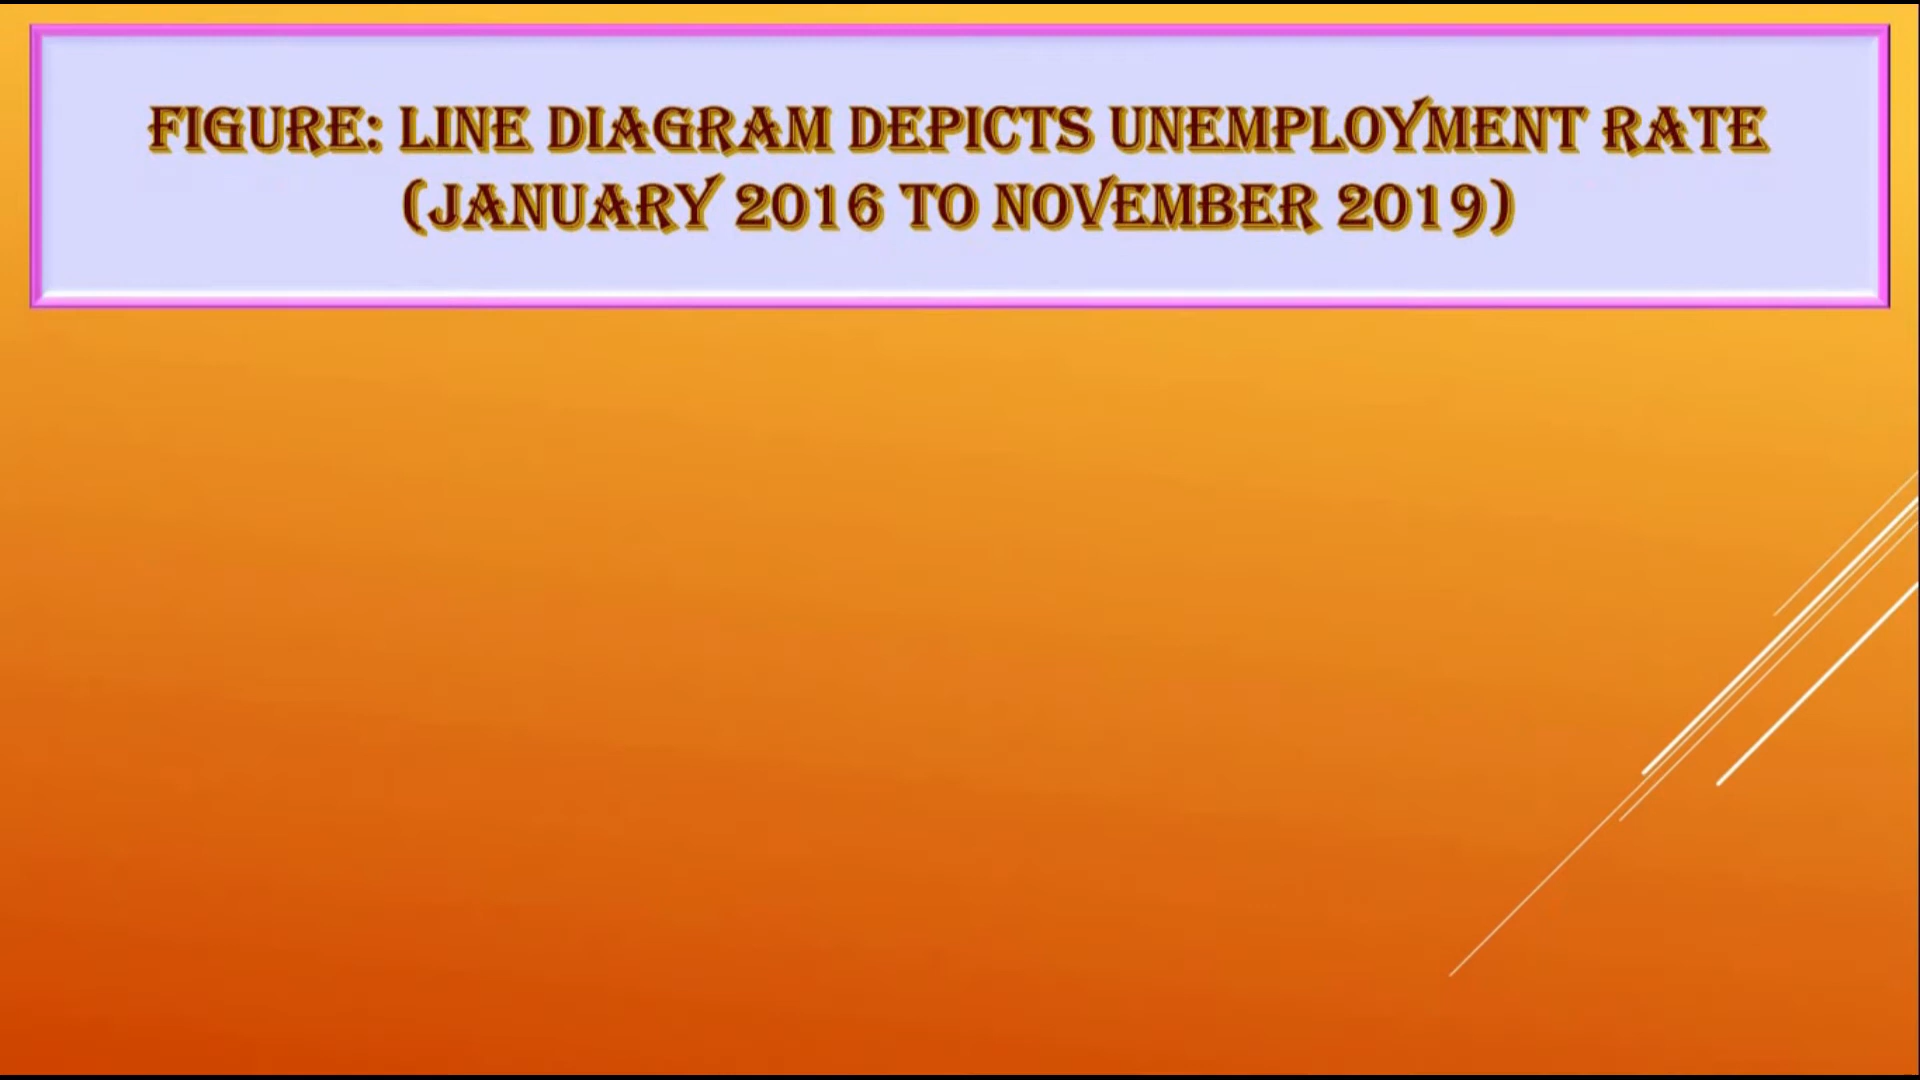 FIGURE: LINE DIAGRAM DEPICTS UNEMPLOYMENT RATE
(JANUARY 2016 TO NOVEMBER 2019)